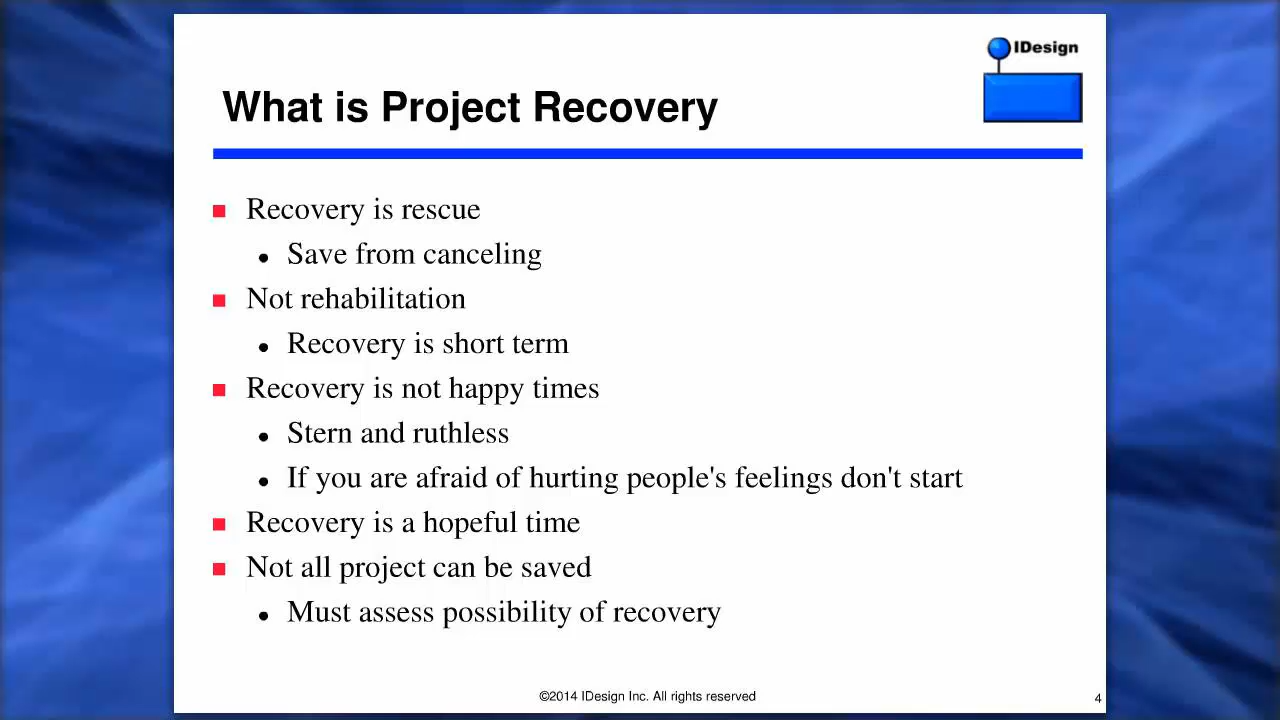 IDesign
What is Project Recovery
Recovery is rescue
Save from canceling
Not rehabilitation
Recovery is short term
Recovery is not happy times
Stern and ruthless
If you are afraid of hurting people's feelings don't start
Recovery is a hopeful time
Not all project can be saved
Must assess possibility of recovery
©2014 IDesign Inc. All rights reserved
4